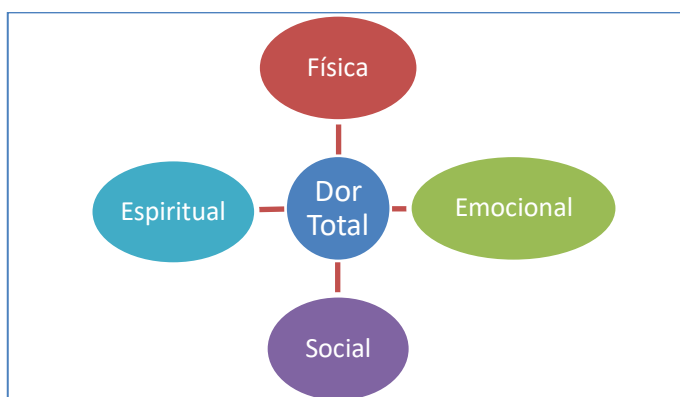 Física
Espiritual
Dor
Total
Emocional
Social